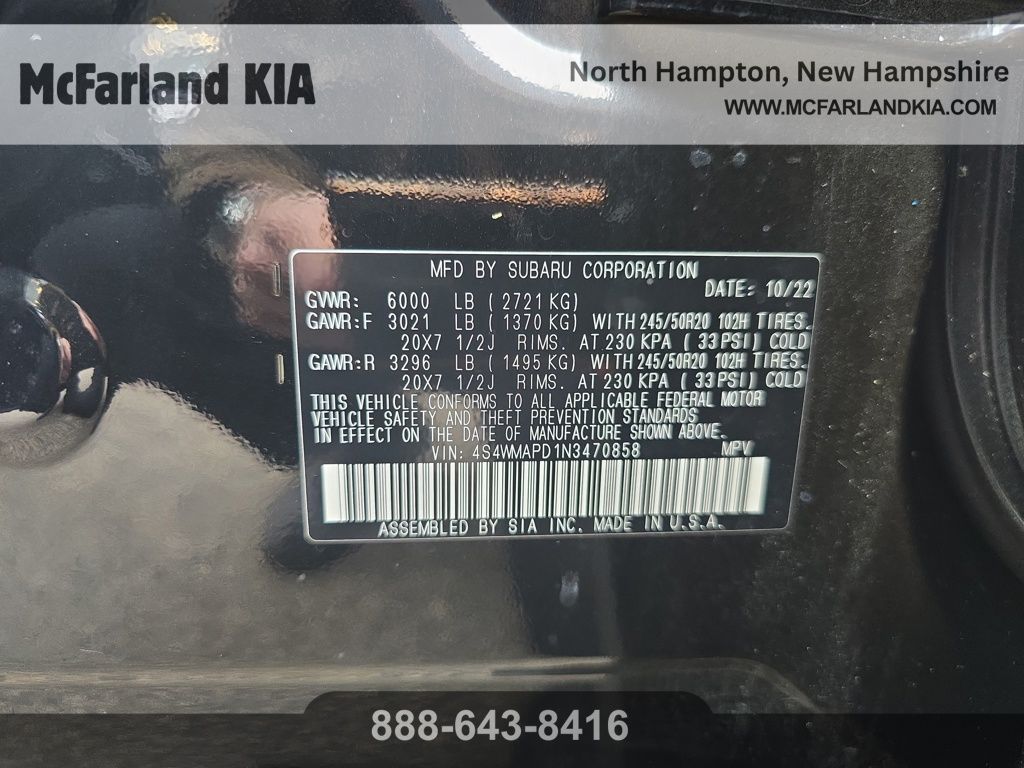 McFarland KIA
North Hampton, New Hampshire
WWW.MCFARLANDKIA.COM
MFD BY SUBARU CORPORATION
DATE: 10/22
GVWR: 6000 LB ( 2721 KG)
GAWR:F 3021 LB ( 1370 KG) WITH 245/50R20 102H TIRES.
20X7 1/2J RIMS. AT 230 KPA ( 33 PSI) COLD
GAWR:R 3296 LB ( 1495 KG) WITH 245/50R20 102H TIRES.
20X7 1/2J RIMS. AT 230 KPA ( 33 PSI) COLD
THIS VEHICLE CONFORMS TO ALL APPLICABLE FEDERAL MOTOR
VEHICLE SAFETY AND THEFT PREVENTION STANDARDS
IN EFFECT ON THE DATE OF MANUFACTURE SHOWN ABOVE.
VIN: 4S4WMAPD1N3470858 MPV
ASSEMBLED BY SIA INC. MADE IN U.S.A.
888-643-8416